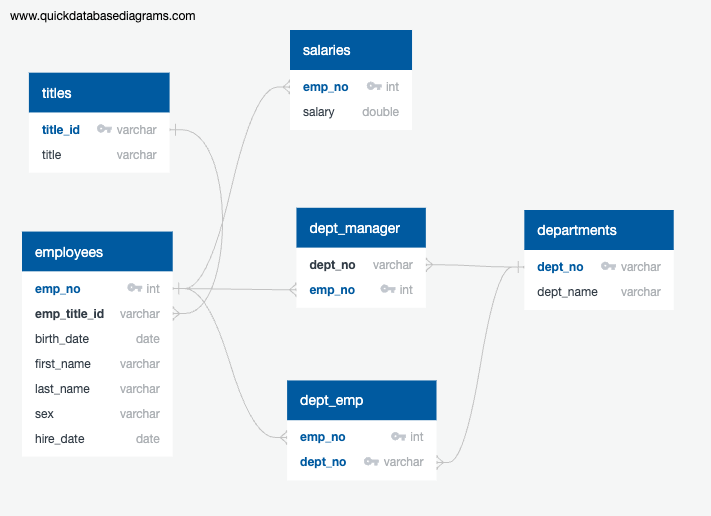 www.quickdatabasediagrams.com
salaries
emp_no int
salary double
titles
title_id varchar
title varchar
dept_manager
dept_no varchar
emp_no int
departments
dept_no varchar
dept_name varchar
employees
emp_no int
emp_title_id varchar
birth_date date
first_name varchar
last_name varchar
sex varchar
hire_date date
dept_emp
emp_no int
dept_no varchar